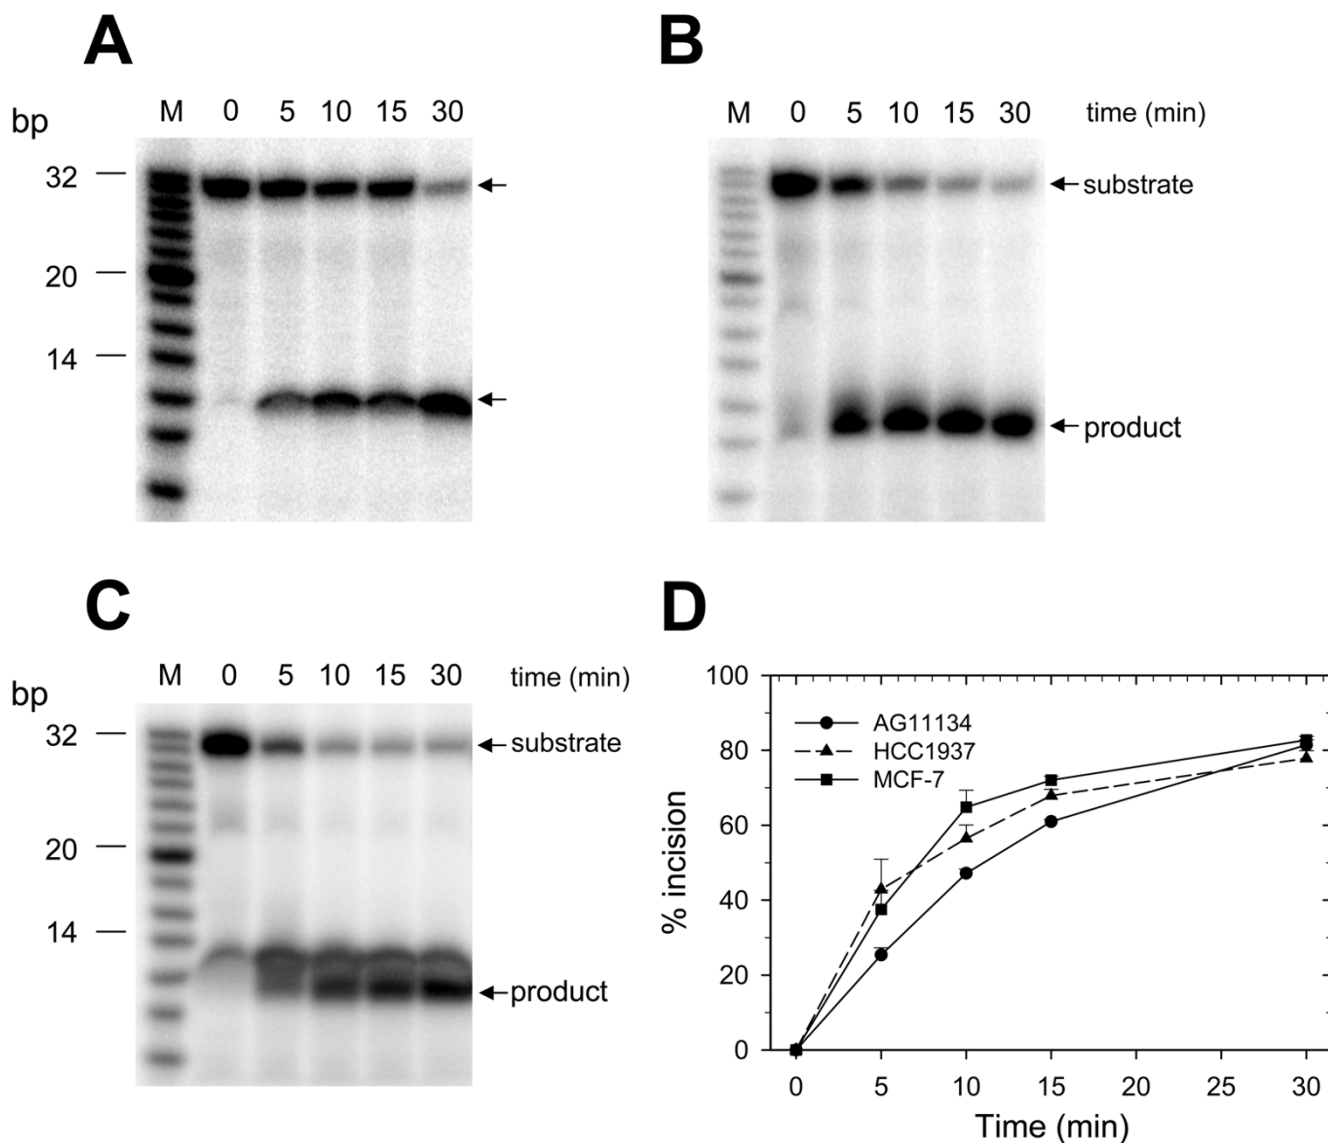 A
B
bp
M 0 5 10 15 30
M 0 5 10 15 30 time (min)
32
substrate
20
14
product
C
D
bp
M 0 5 10 15 30 time (min)
32
substrate
20
14
product
100
80
60
40
20
0
% incision
AG11134
HCC1937
MCF-7
0 5 10 15 20 25 30
Time (min)